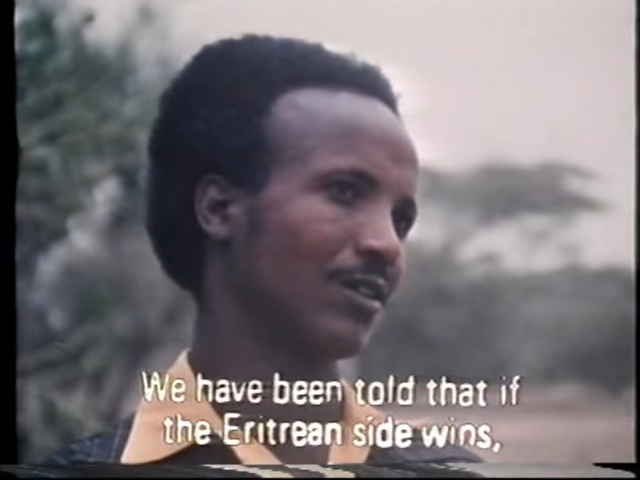 We have been told that if
the Eritrean side wins,